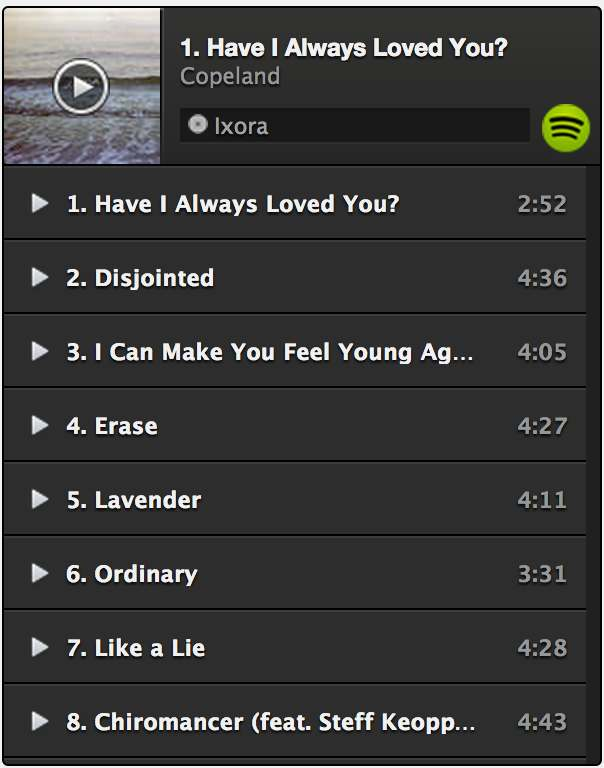 1. Have I Always Loved You?
Copeland
Ixora
1. Have I Always Loved You? 2:52
2. Disjointed 4:36
3. I Can Make You Feel Young Ag... 4:05
4. Erase 4:27
5. Lavender 4:11
6. Ordinary 3:31
7. Like a Lie 4:28
8. Chiromancer (feat. Steff Keopp... 4:43